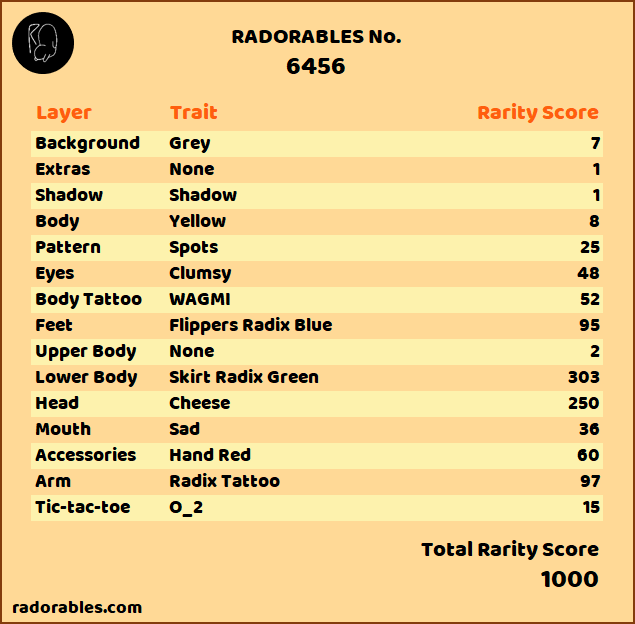 RADORABLES No.
6456
Layer Trait Rarity Score
Background Grey 7
Extras None 1
Shadow Shadow 1
Body Yellow 8
Pattern Spots 25
Eyes Clumsy 48
Body Tattoo WAGMI 52
Feet Flippers Radix Blue 95
Upper Body None 2
Lower Body Skirt Radix Green 303
Head Cheese 250
Mouth Sad 36
Accessories Hand Red 60
Arm Radix Tattoo 97
Tic-tac-toe O_2 15
Total Rarity Score
1000
radorables.com